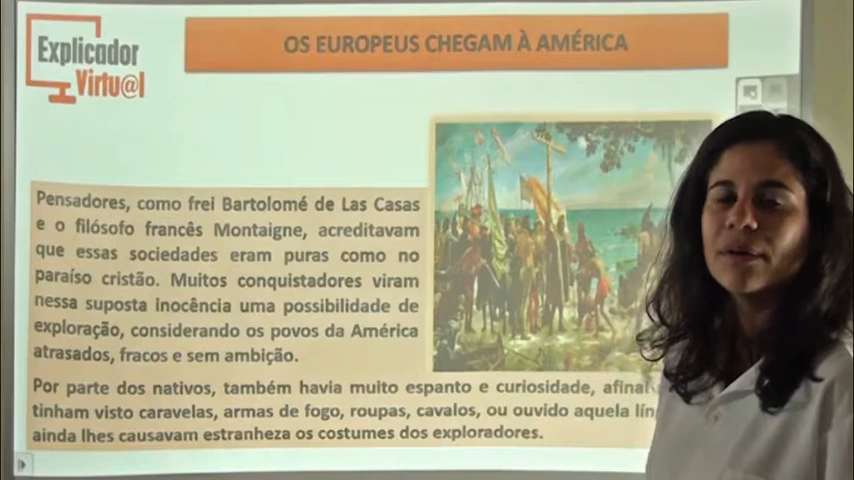 Explicador
Virtu@l
OS EUROPEUS CHEGAM À AMÉRICA
Pensadores, como frei Bartolomé de Las Casas
e o filósofo francês Montaigne, acreditavam
que essas sociedades eram puras como no
paraíso cristão. Muitos conquistadores viram
nessa suposta inocência uma possibilidade de
exploração, considerando os povos da América
atrasados, fracos e sem ambição.
Por parte dos nativos, também havia muito espanto e curiosidade, afinal
tinham visto caravelas, armas de fogo, roupas, cavalos, ou ouvido aquela
ainda lhes causavam estranheza os costumes dos exploradores.